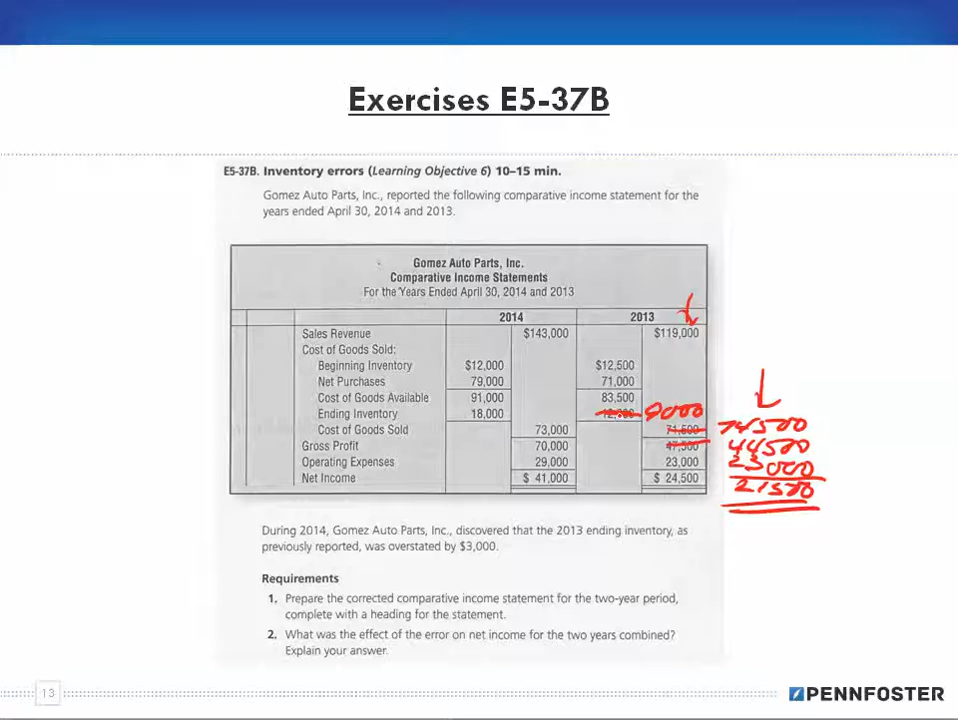 Exercises E5-37B
E5-37B. Inventory errors (Learning Objective 6) 10–15 min.
Gomez Auto Parts, Inc., reported the following comparative income statement for the
years ended April 30, 2014 and 2013.
Gomez Auto Parts, Inc.
Comparative Income Statements
For the Years Ended April 30, 2014 and 2013
2014 2013
Sales Revenue $143,000 $119,000
Cost of Goods Sold:
Beginning Inventory $12,000 $12,500
Net Purchases 79,000 71,000
Cost of Goods Available 91,000 83,500
Ending Inventory 18,000 9000
Cost of Goods Sold 73,000 71,500 74500
Gross Profit 70,000 47,500 44500
Operating Expenses 29,000 23,000 23000
Net Income $ 41,000 $ 24,500 21500
During 2014, Gomez Auto Parts, Inc., discovered that the 2013 ending inventory, as
previously reported, was overstated by $3,000.
Requirements
1. Prepare the corrected comparative income statement for the two-year period,
complete with a heading for the statement.
2. What was the effect of the error on net income for the two years combined?
Explain your answer.
13
PENNFOSTER